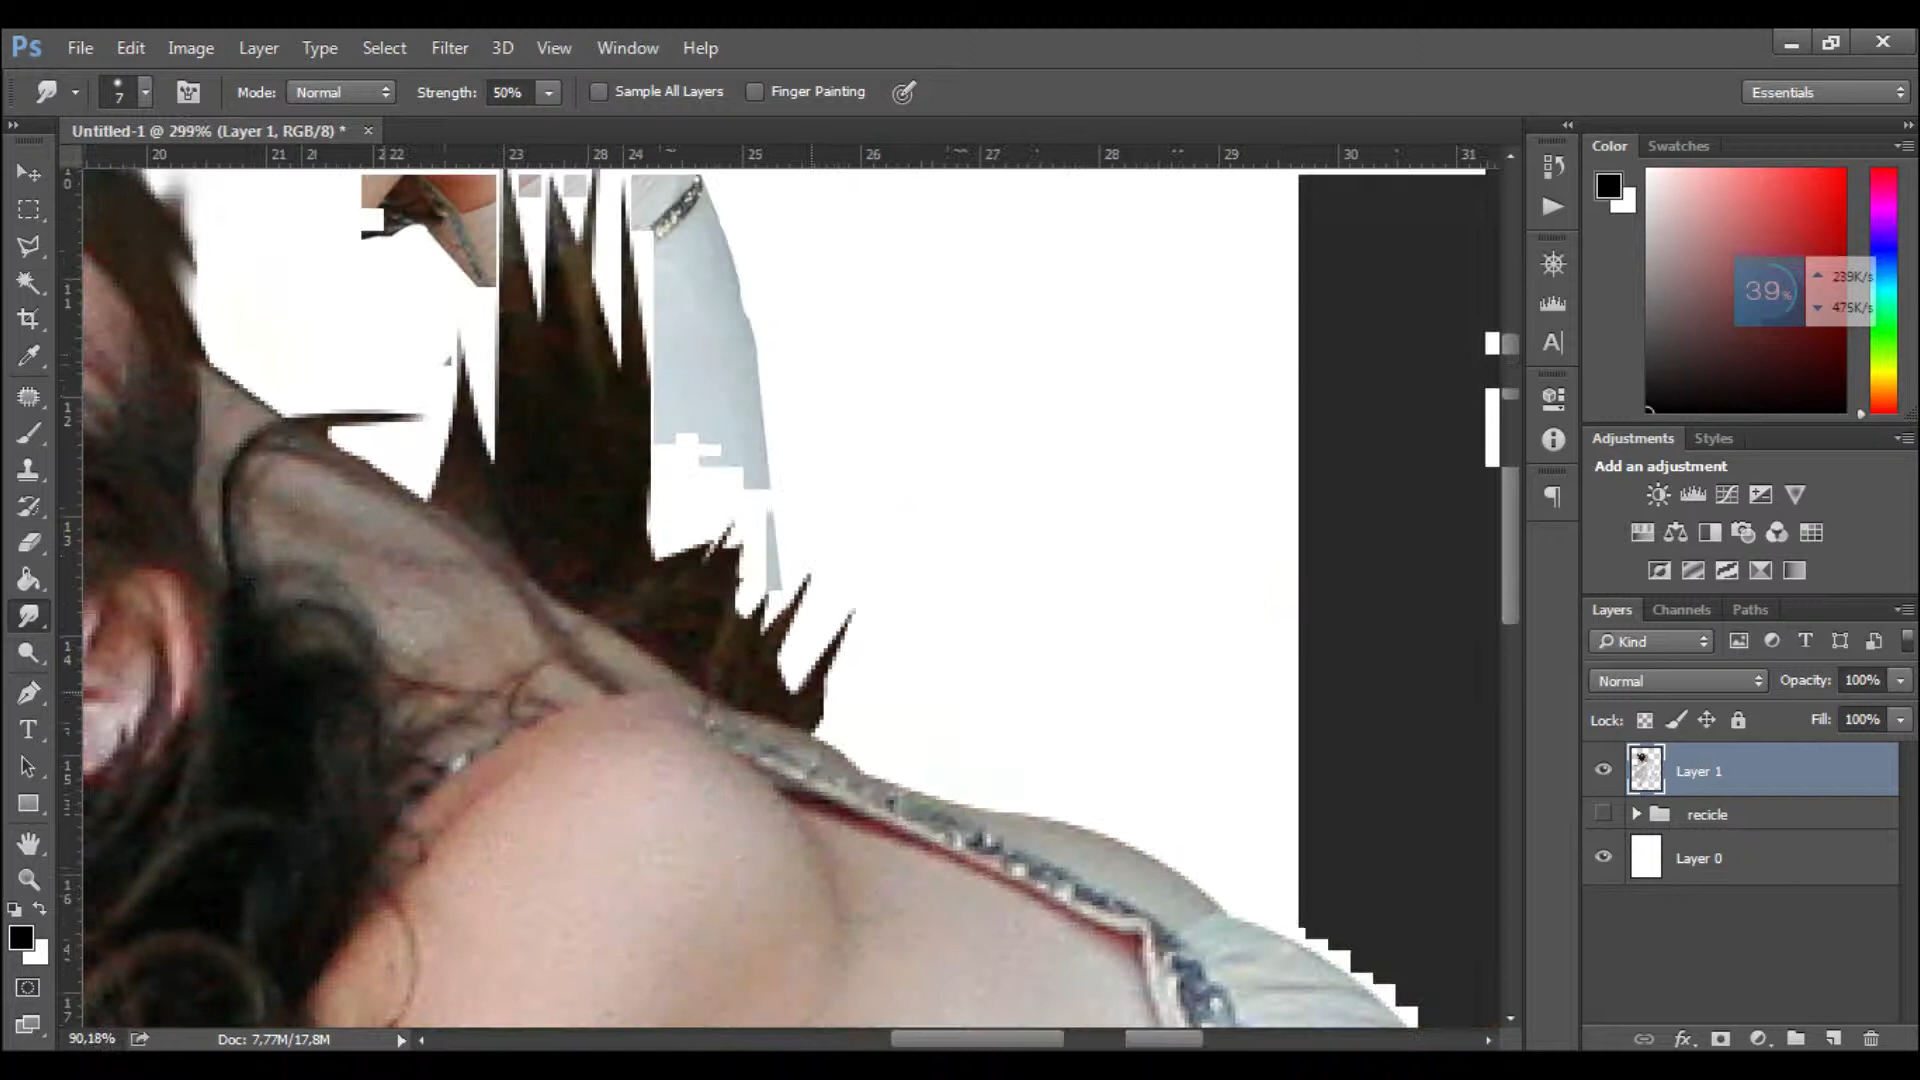 Ps File Edit Image Layer Type Select Filter 3D View Window Help
7 Mode: Normal Strength: 50% Sample All Layers Finger Painting Essentials
Untitled-1 @ 299% (Layer 1, RGB/8) *
20 21 22 23 28 24 25 26 27 28 29 30 31
Color Swatches
39%
239K/s
475K/s
Adjustments Styles
Add an adjustment
Layers Channels Paths
Kind
Normal Opacity: 100%
Lock: Fill: 100%
Layer 1
recicle
Layer 0
90,18% Doc: 7,77M/17,8M